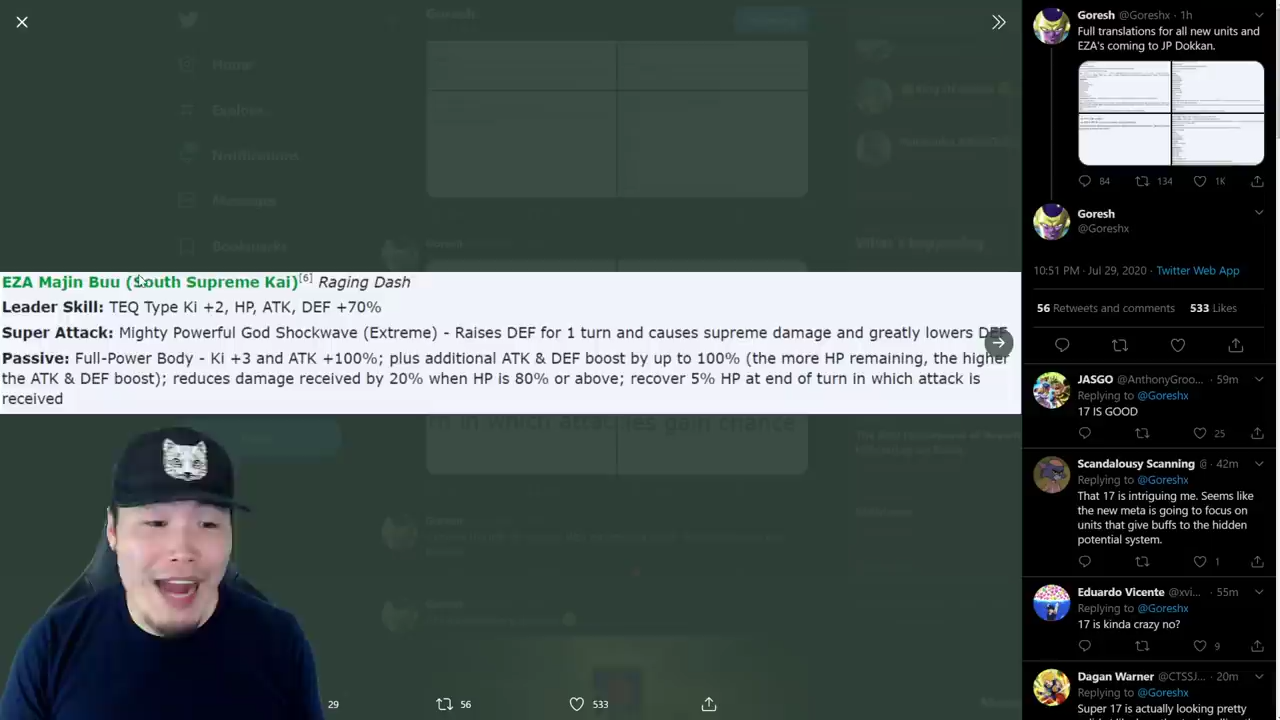 EZA Majin Buu (South Supreme Kai)[6] Raging Dash
Leader Skill: TEQ Type Ki +2, HP, ATK, DEF +70%
Super Attack: Mighty Powerful God Shockwave (Extreme) - Raises DEF for 1 turn and causes supreme damage and greatly lowers DEF
Passive: Full-Power Body - Ki +3 and ATK +100%; plus additional ATK & DEF boost by up to 100% (the more HP remaining, the higher
the ATK & DEF boost); reduces damage received by 20% when HP is 80% or above; recover 5% HP at end of turn in which attack is
received
29
56
533
Goresh @Goreshx · 1h
Full translations for all new units and
EZA's coming to JP Dokkan.
84
134
1K
Goresh
@Goreshx
10:51 PM · Jul 29, 2020 · Twitter Web App
56 Retweets and comments 533 Likes
JASGO @AnthonyGroo... · 59m
Replying to @Goreshx
17 IS GOOD
25
Scandalousy Scanning @ · 42m
Replying to @Goreshx
That 17 is intriguing me. Seems like
the new meta is going to focus on
units that give buffs to the hidden
potential system.
1
Eduardo Vicente @xvi... · 55m
Replying to @Goreshx
17 is kinda crazy no?
9
Dagan Warner @CTSSJ... · 20m
Replying to @Goreshx
Super 17 is actually looking pretty
Home
Notifications
Messages
Bookmarks
Goresh